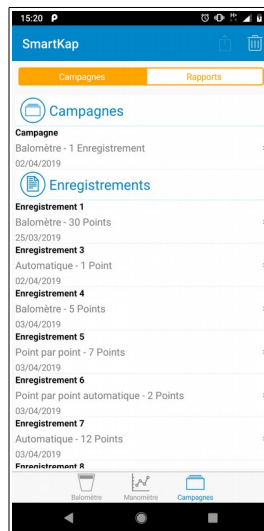 15:20
SmartKap
Campagnes Rapports
Campagnes
Campagne
Balomètre - 1 Enregistrement
02/04/2019
Enregistrements
Enregistrement 1
Balomètre - 30 Points
25/03/2019
Enregistrement 3
Automatique - 1 Point
02/04/2019
Enregistrement 4
Balomètre - 5 Points
03/04/2019
Enregistrement 5
Point par point - 7 Points
03/04/2019
Enregistrement 6
Point par point automatique - 2 Points
03/04/2019
Enregistrement 7
Automatique - 12 Points
03/04/2019
Enregistrement 8
Balomètre Manomètre Campagnes